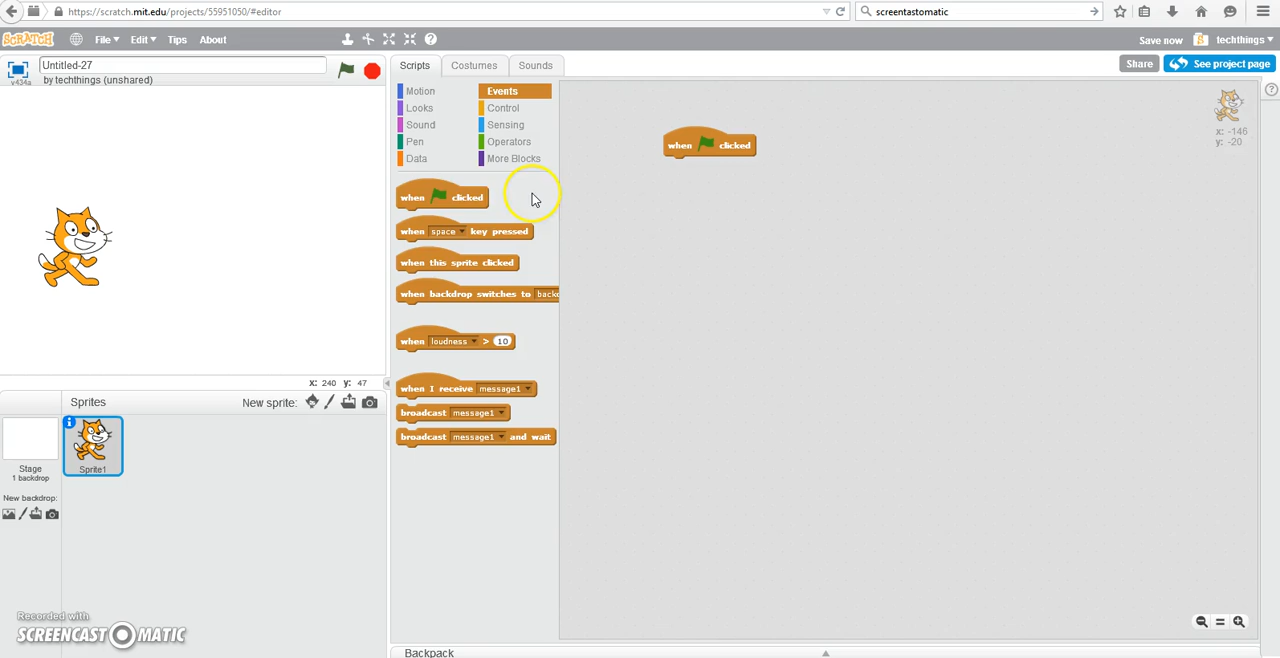 https://scratch.mit.edu/projects/55951050/#editor
screentastomatic
SCRATCH File Edit Tips About Save now techthings
Untitled-27
by techthings (unshared)
v434a
Scripts Costumes Sounds
Share See project page
Motion Events
Looks Control
Sound Sensing
Pen Operators
Data More Blocks
when clicked
when space key pressed
when this sprite clicked
when backdrop switches to back
when loudness > 10
when I receive message1
broadcast message1
broadcast message1 and wait
when clicked
x: -146
y: -20
?
x: 240 y: 47
Sprites New sprite:
Stage
1 backdrop
New backdrop:
i
Sprite1
Recorded with
SCREENCAST O MATIC
Backpack